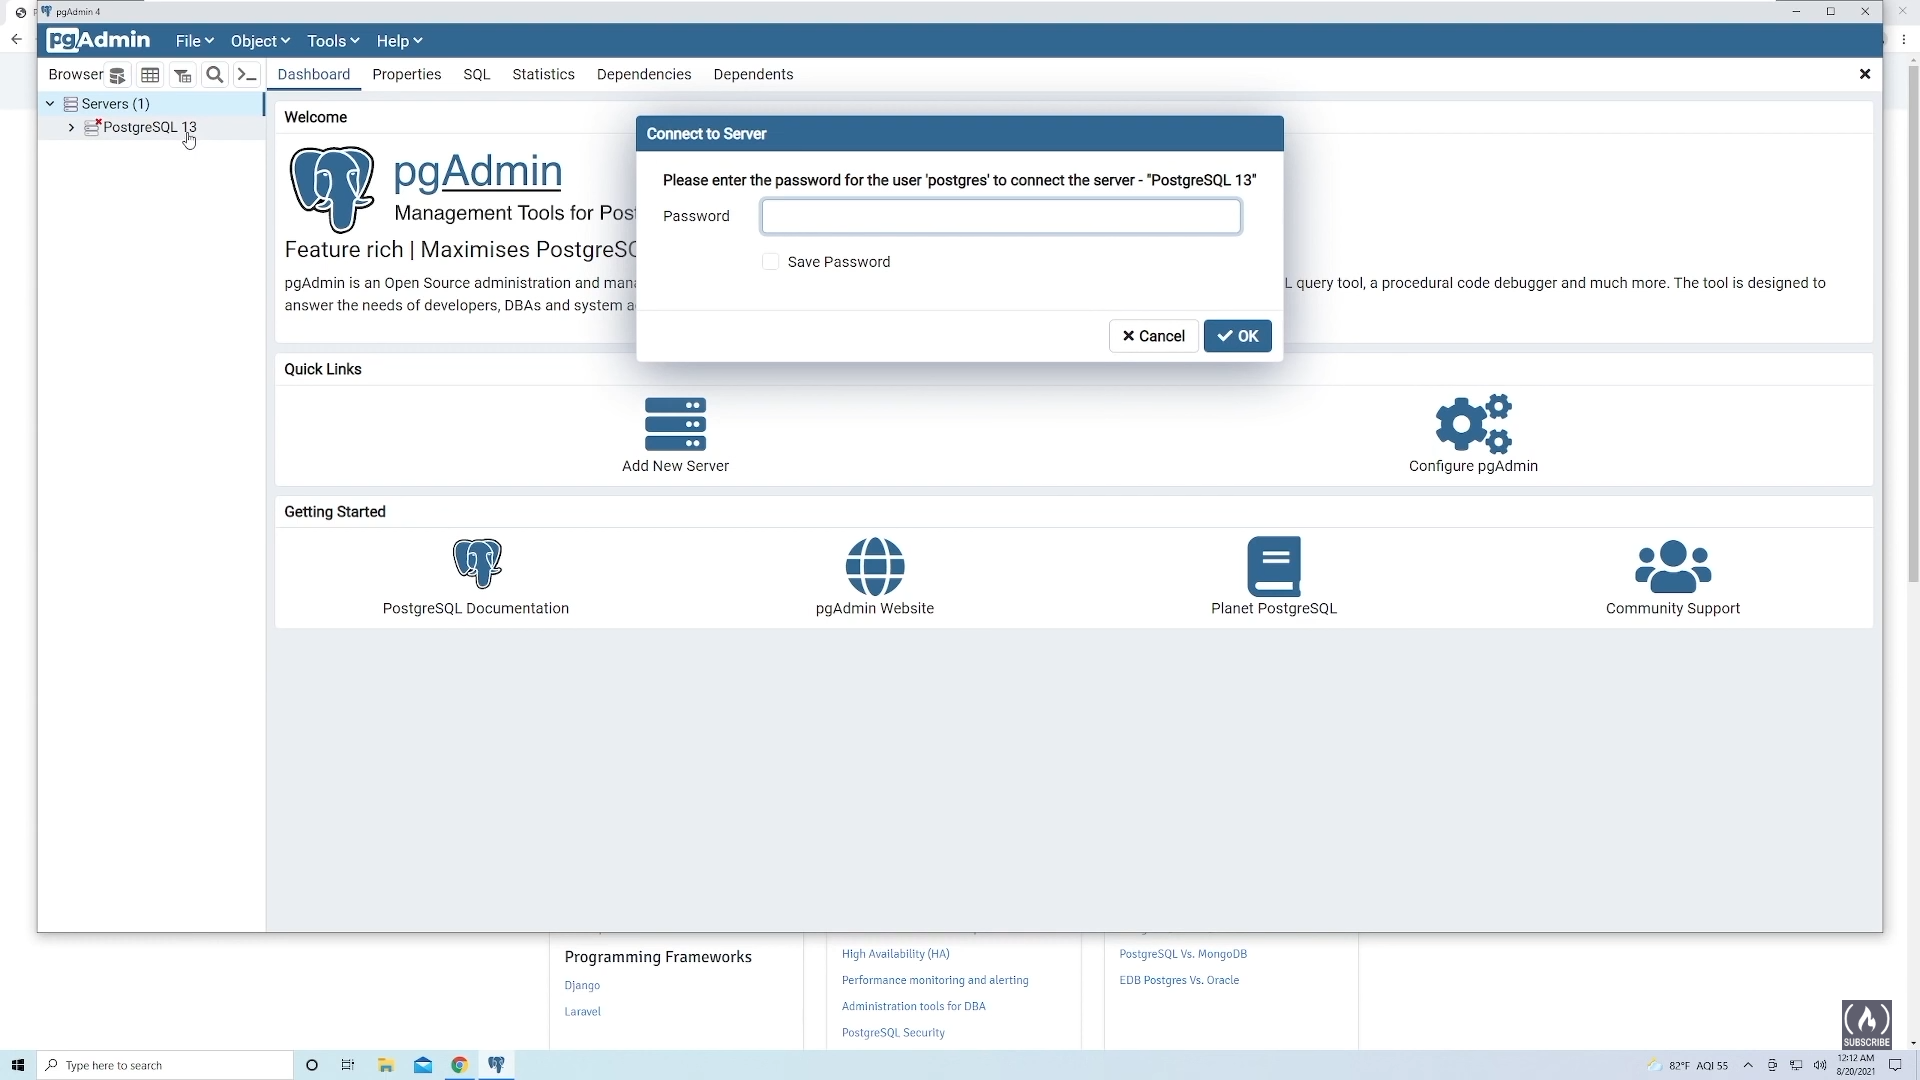 pgAdmin 4
pgAdmin File Object Tools Help
Browser Dashboard Properties SQL Statistics Dependencies Dependents
Servers (1)
PostgreSQL 13
Welcome
Connect to Server
Please enter the password for the user 'postgres' to connect the server - "PostgreSQL 13"
Password
Save Password
Cancel OK
pgAdmin
Management Tools for Pos
Feature rich | Maximises PostgreSQ
pgAdmin is an Open Source administration and mana L query tool, a procedural code debugger and much more. The tool is designed to
answer the needs of developers, DBAs and system a
Quick Links
Add New Server Configure pgAdmin
Getting Started
PostgreSQL Documentation pgAdmin Website Planet PostgreSQL Community Support
Programming Frameworks
Django
Laravel
High Availability (HA)
Performance monitoring and alerting
Administration tools for DBA
PostgreSQL Security
PostgreSQL Vs. MongoDB
EDB Postgres Vs. Oracle
SUBSCRIBE
Type here to search
82°F AQI 55
12:12 AM
8/20/2021